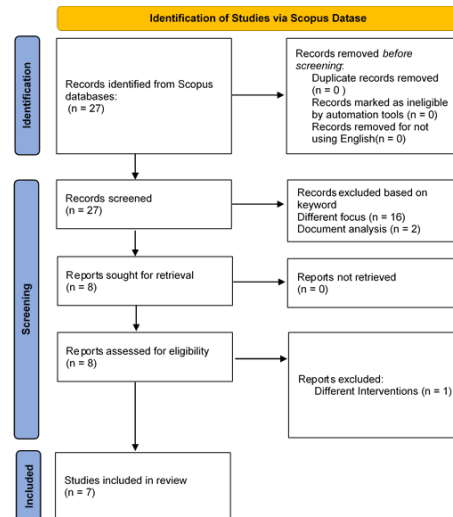 Identification of Studies via Scopus Datase
Identification
Records identified from Scopus
databases:
(n = 27)
Records removed before
screening:
Duplicate records removed
(n = 0 )
Records marked as ineligible
by automation tools (n = 0)
Records removed for not
using English(n = 0)
Screening
Records screened
(n = 27)
Records excluded based on
keyword
Different focus (n = 16)
Document analysis (n = 2)
Reports sought for retrieval
(n = 8)
Reports not retrieved
(n = 0)
Reports assessed for eligibility
(n = 8)
Reports excluded:
Different Interventions (n = 1)
Included
Studies included in review
(n = 7)